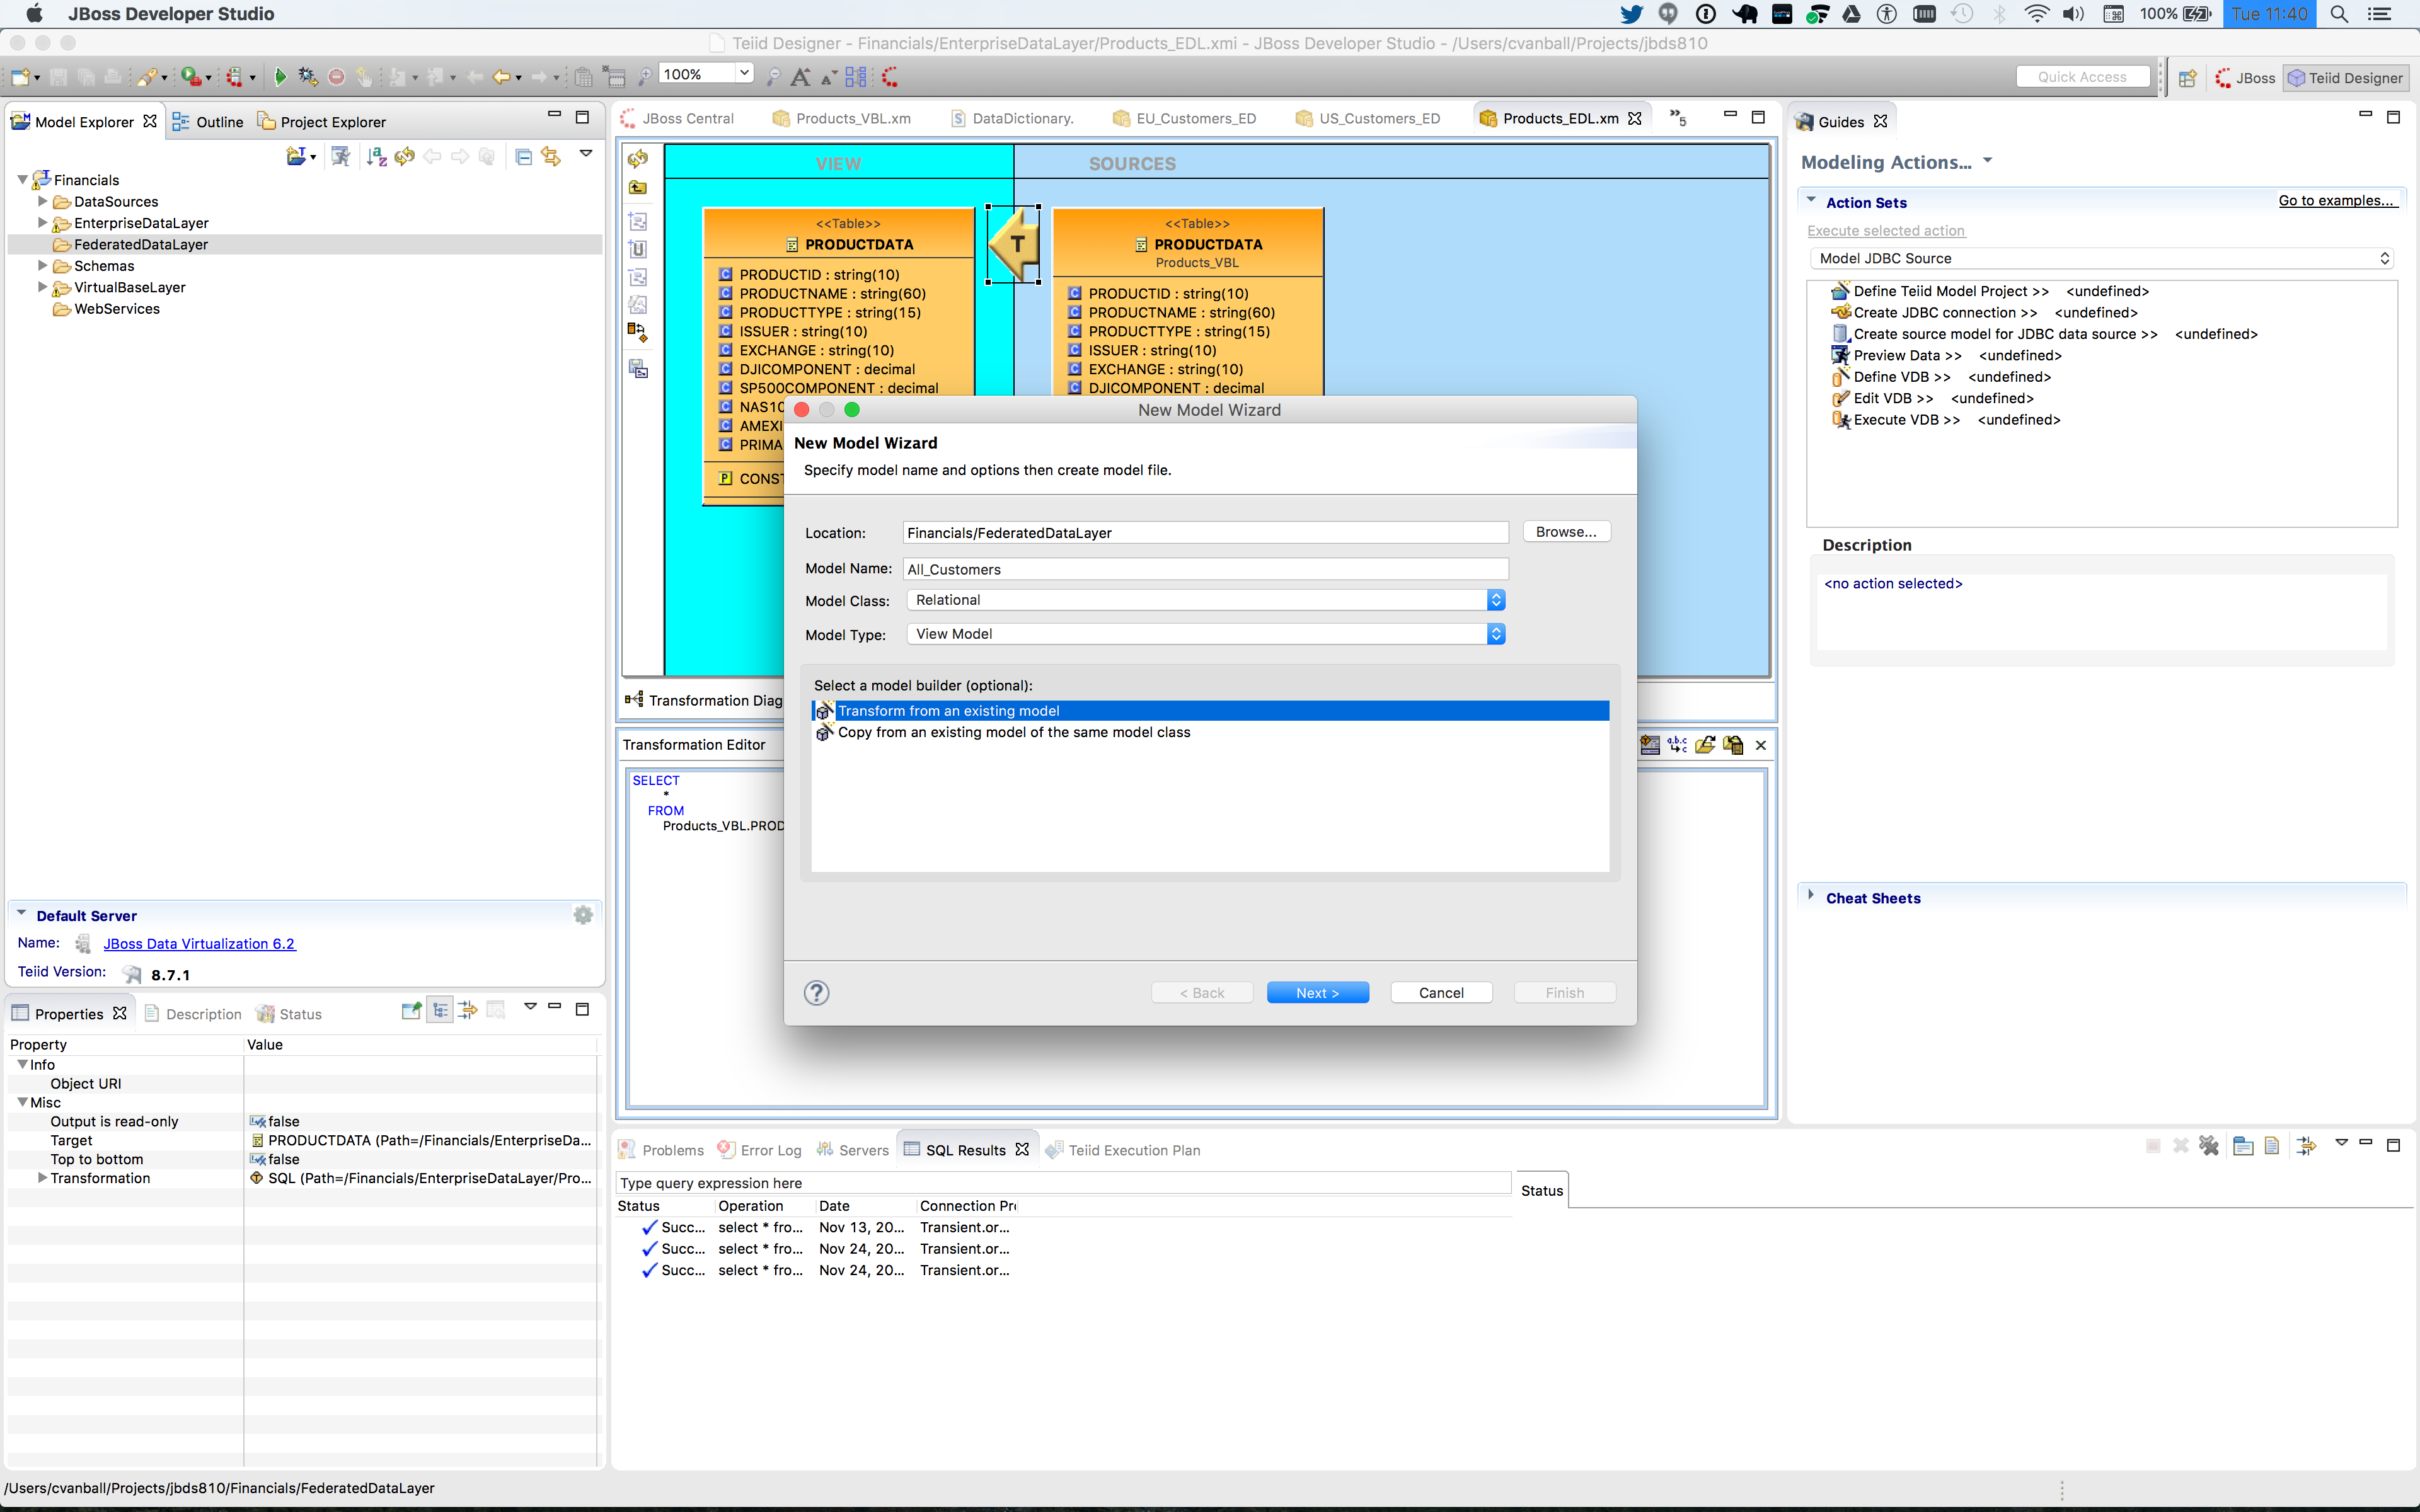 JBoss Developer Studio
100%
Tue 11:40
Teiid Designer - Financials/EnterpriseDataLayer/Products_EDL.xmi - JBoss Developer Studio - /Users/cvanball/Projects/jbds810
100%
Quick Access
JBoss
Teiid Designer
Model Explorer
Outline
Project Explorer
Financials
DataSources
EnterpriseDataLayer
FederatedDataLayer
Schemas
VirtualBaseLayer
WebServices
Default Server
Name:
JBoss Data Virtualization 6.2
Teiid Version:
8.7.1
JBoss Central
Products_VBL.xm
DataDictionary.
EU_Customers_ED
US_Customers_ED
Products_EDL.xm
»5
VIEW
SOURCES
<<Table>>
PRODUCTDATA
PRODUCTID : string(10)
PRODUCTNAME : string(60)
PRODUCTTYPE : string(15)
ISSUER : string(10)
EXCHANGE : string(10)
DJICOMPONENT : decimal
SP500COMPONENT : decimal
NAS10
AMEXI
PRIMA
CONST
T
<<Table>>
PRODUCTDATA
Products_VBL
PRODUCTID : string(10)
PRODUCTNAME : string(60)
PRODUCTTYPE : string(15)
ISSUER : string(10)
EXCHANGE : string(10)
DJICOMPONENT : decimal
Transformation Diag
Transformation Editor
SELECT
*
FROM
Products_VBL.PROD
New Model Wizard
New Model Wizard
Specify model name and options then create model file.
Location:
Financials/FederatedDataLayer
Browse...
Model Name:
All_Customers
Model Class:
Relational
Model Type:
View Model
Select a model builder (optional):
Transform from an existing model
Copy from an existing model of the same model class
?
< Back
Next >
Cancel
Finish
Guides
Modeling Actions...
Action Sets
Go to examples...
Execute selected action
Model JDBC Source
Define Teiid Model Project >> <undefined>
Create JDBC connection >> <undefined>
Create source model for JDBC data source >> <undefined>
Preview Data >> <undefined>
Define VDB >> <undefined>
Edit VDB >> <undefined>
Execute VDB >> <undefined>
Description
<no action selected>
Cheat Sheets
Properties
Description
Status
Property Value
Info
Object URI
Misc
Output is read-only false
Target PRODUCTDATA (Path=/Financials/EnterpriseDa...
Top to bottom false
Transformation SQL (Path=/Financials/EnterpriseDataLayer/Pro...
Problems
Error Log
Servers
SQL Results
Teiid Execution Plan
Type query expression here
Status Operation Date Connection Pr
Succ... select * fro... Nov 13, 20... Transient.or...
Succ... select * fro... Nov 24, 20... Transient.or...
Succ... select * fro... Nov 24, 20... Transient.or...
Status
/Users/cvanball/Projects/jbds810/Financials/FederatedDataLayer